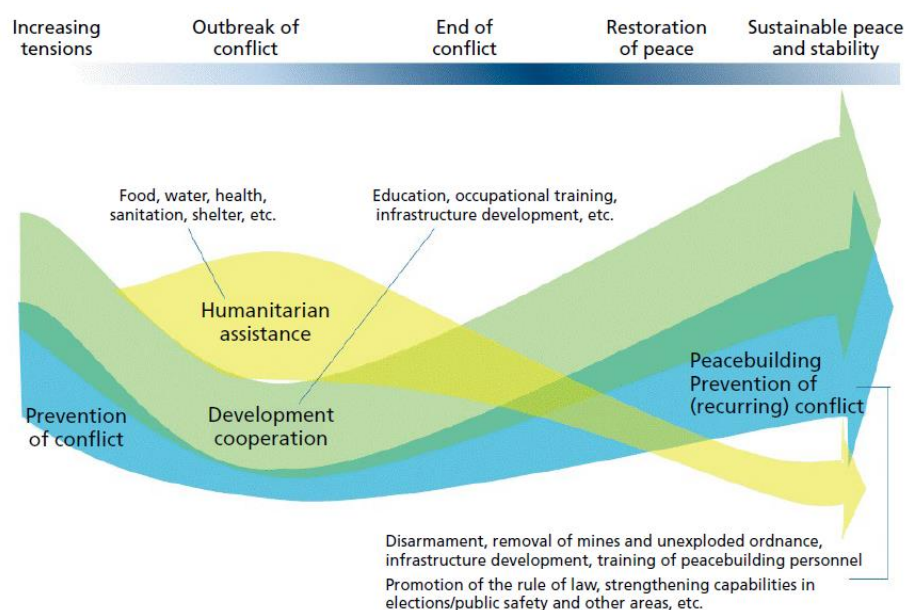 Increasing
tensions
Outbreak of
conflict
End of
conflict
Restoration
of peace
Sustainable peace
and stability
Food, water, health,
sanitation, shelter, etc.
Education, occupational training,
infrastructure development, etc.
Humanitarian
assistance
Prevention
of conflict
Development
cooperation
Peacebuilding
Prevention of
(recurring) conflict
Disarmament, removal of mines and unexploded ordnance,
infrastructure development, training of peacebuilding personnel
Promotion of the rule of law, strengthening capabilities in
elections/public safety and other areas, etc.